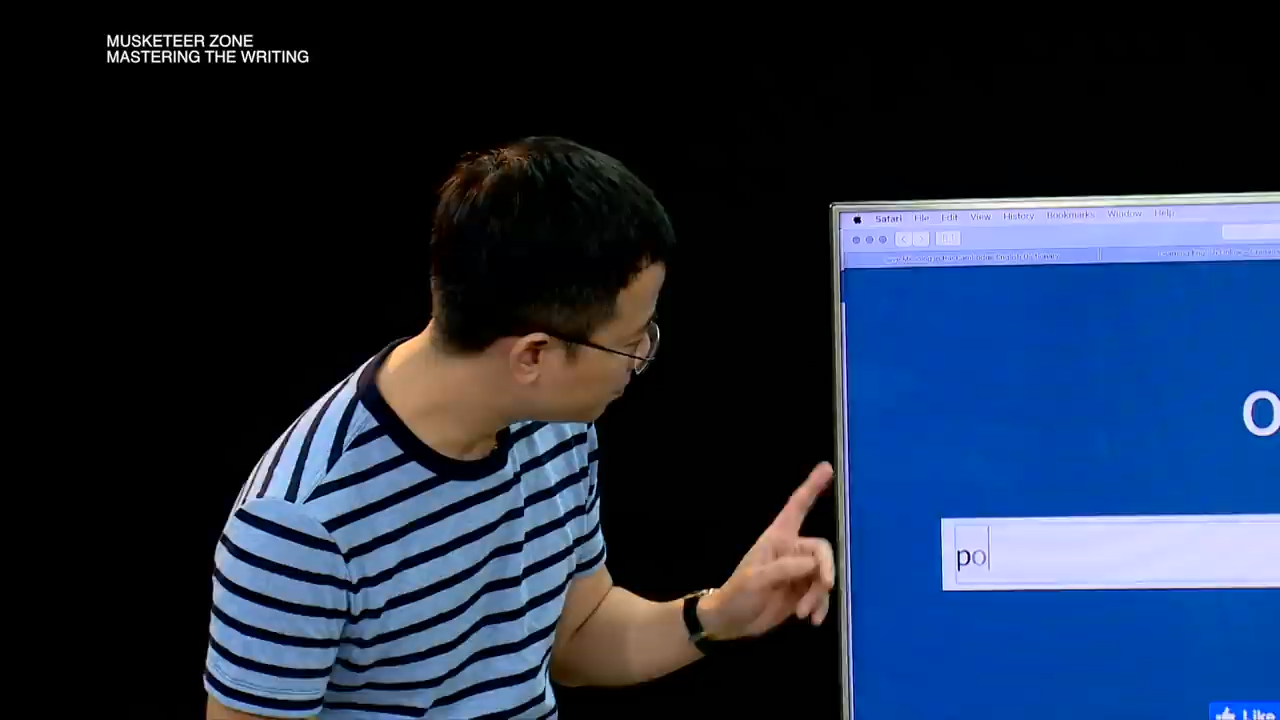 MUSKETEER ZONE
MASTERING THE WRITING
Safari File Edit View History Bookmarks Window Help
O
po
Like